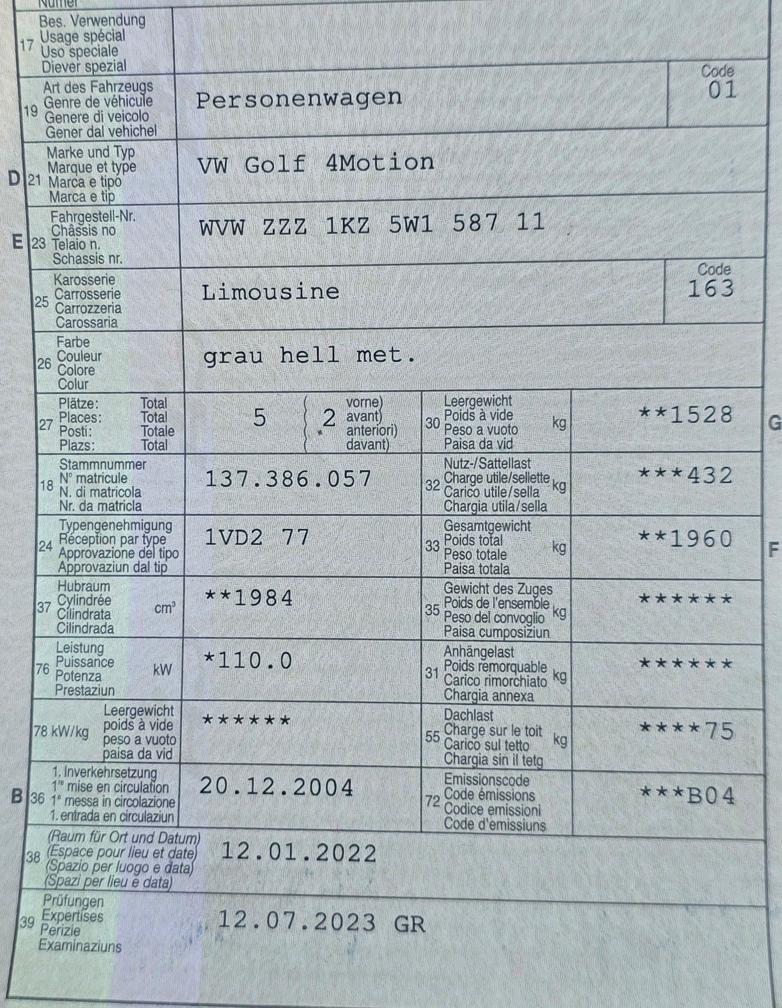 17 Bes. Verwendung
Usage spécial
Uso speciale
Diever spezial
19 Art des Fahrzeugs
Genre de véhicule
Genere di veicolo
Gener dal vehichel
Personenwagen
Code
01
D 21 Marke und Typ
Marque et type
Marca e tipo
Marca e tip
VW Golf 4Motion
E 23 Fahrgestell-Nr.
Châssis no
Telaio n.
Schassis nr.
WVW ZZZ 1KZ 5W1 587 11
25 Karosserie
Carrosserie
Carrozzeria
Carossaria
Limousine
Code
163
26 Farbe
Couleur
Colore
Colur
grau hell met.
27 Plätze: Total
Places: Total
Posti: Totale
Plazs: Total
5 ( 2 vorne)
avant)
anteriori)
davant)
30 Leergewicht
Poids à vide
Peso a vuoto
Paisa da vid
kg
**1528
G
18 Stammnummer
N° matricule
N. di matricola
Nr. da matricla
137.386.057
32 Nutz-/Sattellast
Charge utile/sellette
Carico utile/sella
Chargia utila/sella
kg
***432
24 Typengenehmigung
Réception par type
Approvazione del tipo
Approvaziun dal tip
1VD2 77
33 Gesamtgewicht
Poids total
Peso totale
Paisa totala
kg
**1960
F
37 Hubraum
Cylindrée
Cilindrata
Cilindrada
cm³
**1984
35 Gewicht des Zuges
Poids de l'ensemble
Peso del convoglio
Paisa cumposiziun
kg
******
76 Leistung
Puissance
Potenza
Prestaziun
kW
*110.0
31 Anhängelast
Poids remorquable
Carico rimorchiato
Chargia annexa
kg
******
78 kW/kg Leergewicht
poids à vide
peso a vuoto
paisa da vid
******
55 Dachlast
Charge sur le toit
Carico sul tetto
Chargia sin il tetg
kg
****75
B 36 1. Inverkehrsetzung
1re mise en circulation
1a messa in circolazione
1. entrada en circulaziun
20.12.2004
72 Emissionscode
Code émissions
Codice emissioni
Code d'emissiuns
***B04
38 (Raum für Ort und Datum)
(Espace pour lieu et date)
(Spazio per luogo e data)
(Spazi per lieu e data)
12.01.2022
39 Prüfungen
Expertises
Perizie
Examinaziuns
12.07.2023 GR